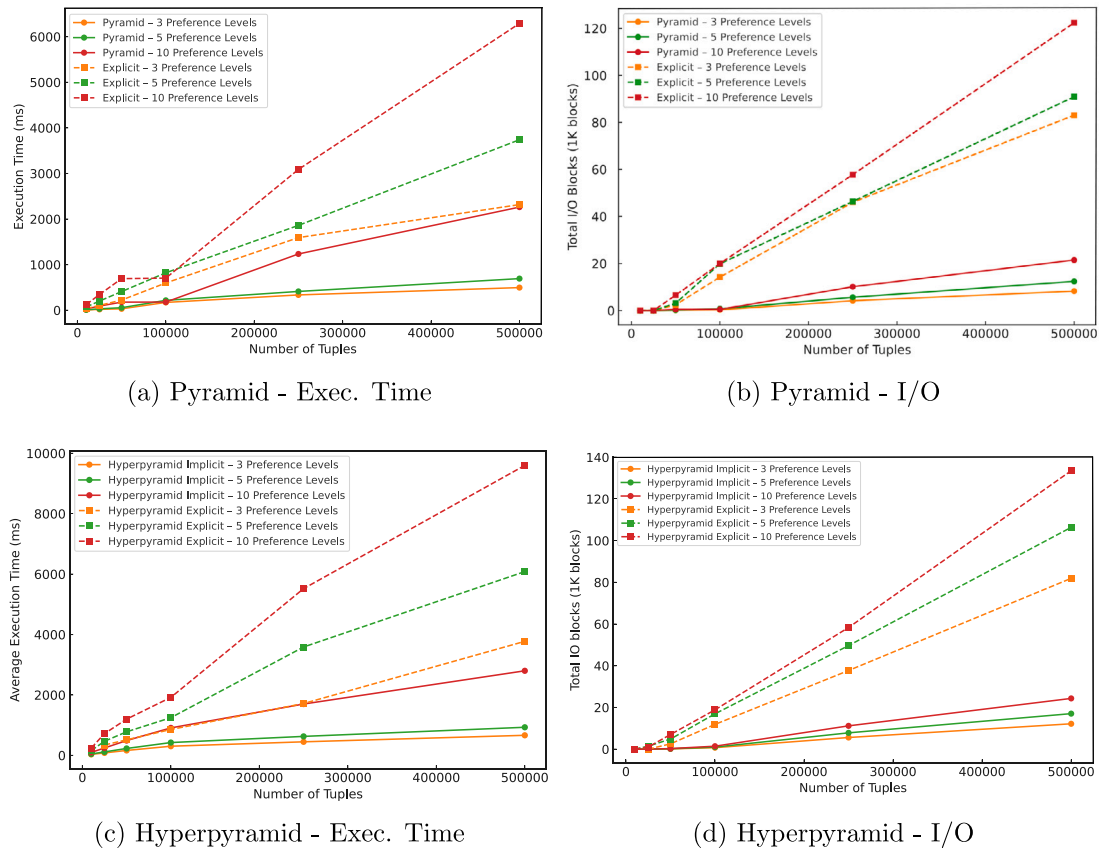 Pyramid – 3 Preference Levels
Pyramid – 5 Preference Levels
Pyramid – 10 Preference Levels
Explicit – 3 Preference Levels
Explicit – 5 Preference Levels
Explicit – 10 Preference Levels
Execution Time (ms)
6000
5000
4000
3000
2000
1000
0
0 100000 200000 300000 400000 500000
Number of Tuples
(a) Pyramid - Exec. Time
Pyramid – 3 Preference Levels
Pyramid – 5 Preference Levels
Pyramid – 10 Preference Levels
Explicit – 3 Preference Levels
Explicit – 5 Preference Levels
Explicit – 10 Preference Levels
Total I/O Blocks (1K blocks)
120
100
80
60
40
20
0
0 100000 200000 300000 400000 500000
Number of Tuples
(b) Pyramid - I/O
Hyperpyramid Implicit – 3 Preference Levels
Hyperpyramid Implicit – 5 Preference Levels
Hyperpyramid Implicit – 10 Preference Levels
Hyperpyramid Explicit – 3 Preference Levels
Hyperpyramid Explicit – 5 Preference Levels
Hyperpyramid Explicit – 10 Preference Levels
Average Execution Time (ms)
10000
8000
6000
4000
2000
0
0 100000 200000 300000 400000 500000
Number of Tuples
(c) Hyperpyramid - Exec. Time
Hyperpyramid Implicit – 3 Preference Levels
Hyperpyramid Implicit – 5 Preference Levels
Hyperpyramid Implicit – 10 Preference Levels
Hyperpyramid Explicit – 3 Preference Levels
Hyperpyramid Explicit – 5 Preference Levels
Hyperpyramid Explicit – 10 Preference Levels
Total IO blocks (1K blocks)
140
120
100
80
60
40
20
0
0 100000 200000 300000 400000 500000
Number of Tuples
(d) Hyperpyramid - I/O